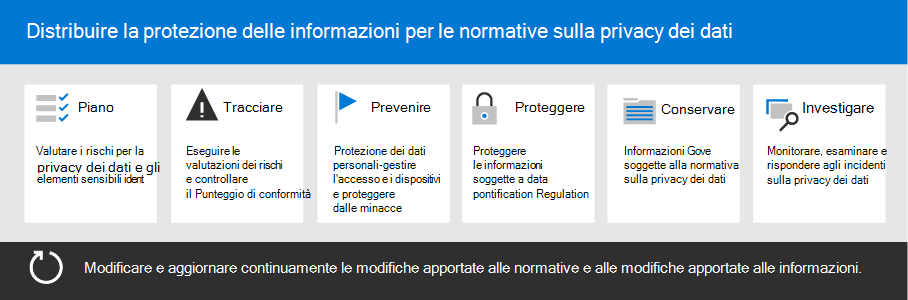 Distribuire la protezione delle informazioni per le normative sulla privacy dei dati
Piano
Valutare i rischi per la
privacy dei dati e gli
elementi sensibili ident
Tracciare
Eseguire le
valutazioni dei rischi
e controllare
il Punteggio di conformità
Prevenire
Protezione dei dati
personali-gestire
l'accesso e i dispositivi
e proteggere
dalle minacce
Proteggere
Proteggere
le informazioni
soggette a data
pontification Regulation
Conservare
Informazioni Gove
soggette alla normativa
sulla privacy dei dati
Investigare
Monitorare, esaminare e
rispondere agli incidenti
sulla privacy dei dati
Modificare e aggiornare continuamente le modifiche apportate alle normative e alle modifiche apportate alle informazioni.